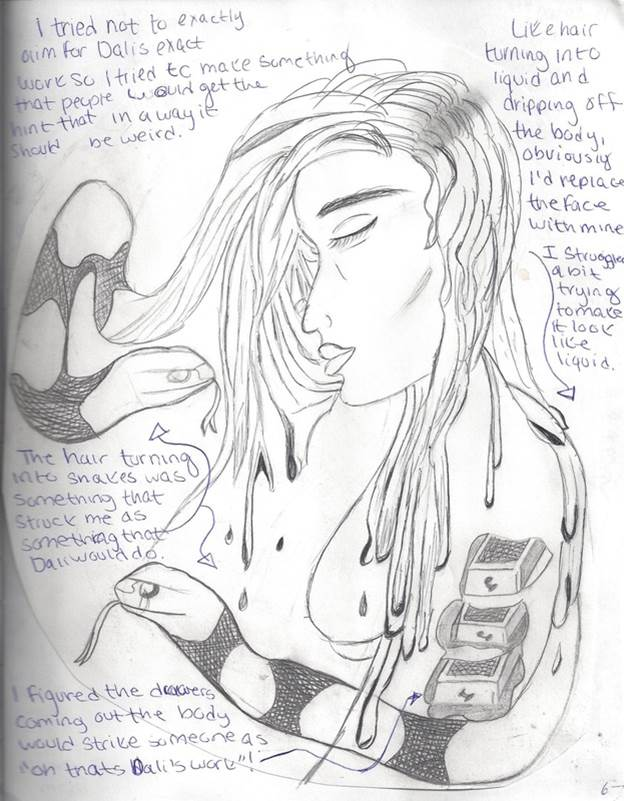 I tried not to exactly
aim for Dalis exact
work so I tried to make something
that people would get the
hint that in a way it
should be weird.
Like hair
turning into
liquid and
dripping off
the body,
obviously
I'd replace
the face
with mine
I struggled
a bit
trying
to make
it look
like
liquid.
The hair turning
into snakes was
something that
struck me as
something that
Dali would do.
I figured the drawers
coming out the body
would strike someone as
"oh thats Dali's work"!
6-